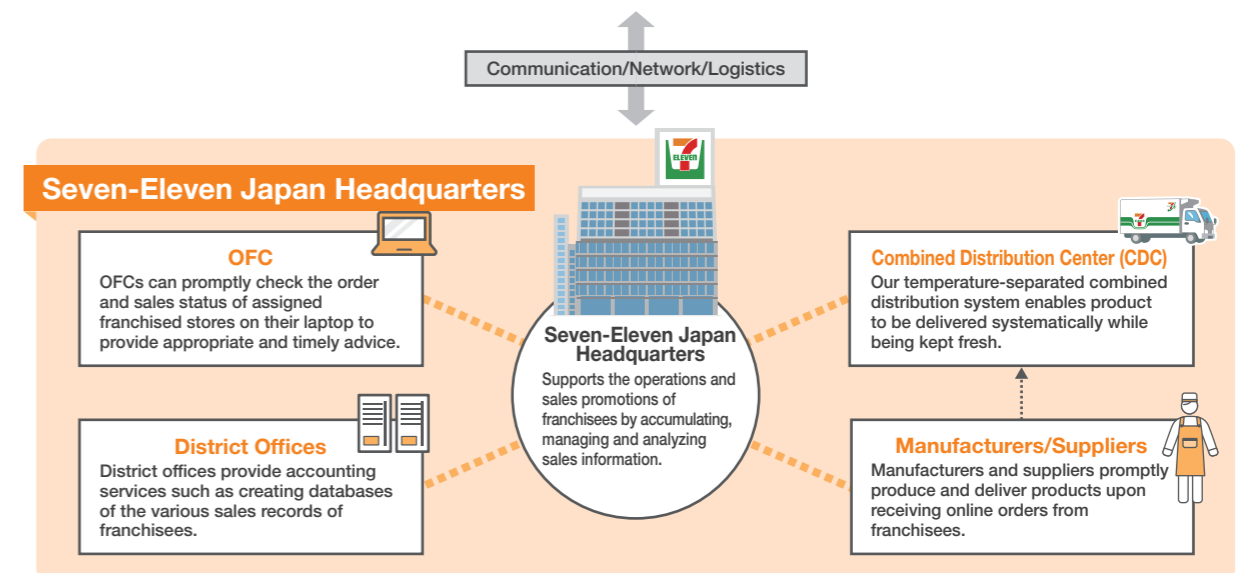 Communication/Network/Logistics
7
ELEVEN
Seven-Eleven Japan Headquarters
OFC
OFCs can promptly check the order
and sales status of assigned
franchised stores on their laptop to
provide appropriate and timely advice.
Combined Distribution Center (CDC)
Our temperature-separated combined
distribution system enables product
to be delivered systematically while
being kept fresh.
Seven-Eleven Japan
Headquarters
Supports the operations and
sales promotions of
franchisees by accumulating,
managing and analyzing
sales information.
District Offices
District offices provide accounting
services such as creating databases
of the various sales records of
franchisees.
Manufacturers/Suppliers
Manufacturers and suppliers promptly
produce and deliver products upon
receiving online orders from
franchisees.